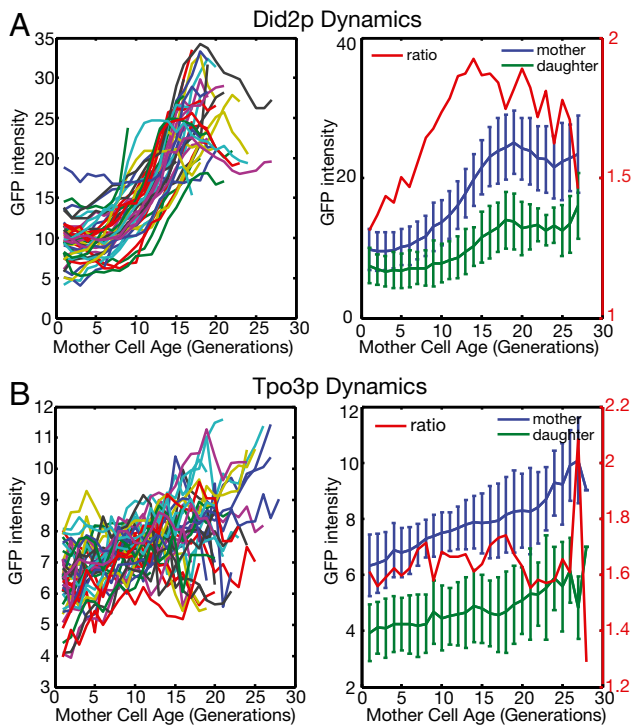 A
Did2p Dynamics
35
30
25
20
15
10
5
0
GFP intensity
0 5 10 15 20 25 30
Mother Cell Age (Generations)
40
20
0
GFP intensity
ratio
mother
daughter
2
1.5
1
0 5 10 15 20 25 30
Mother Cell Age (Generations)
B
Tpo3p Dynamics
12
11
10
9
8
7
6
5
4
3
GFP intensity
0 5 10 15 20 25 30
Mother Cell Age (Generations)
12
10
8
6
4
2
GFP intensity
ratio
mother
daughter
2.2
2
1.8
1.6
1.4
1.2
0 5 10 15 20 25 30
Mother Cell Age (Generations)